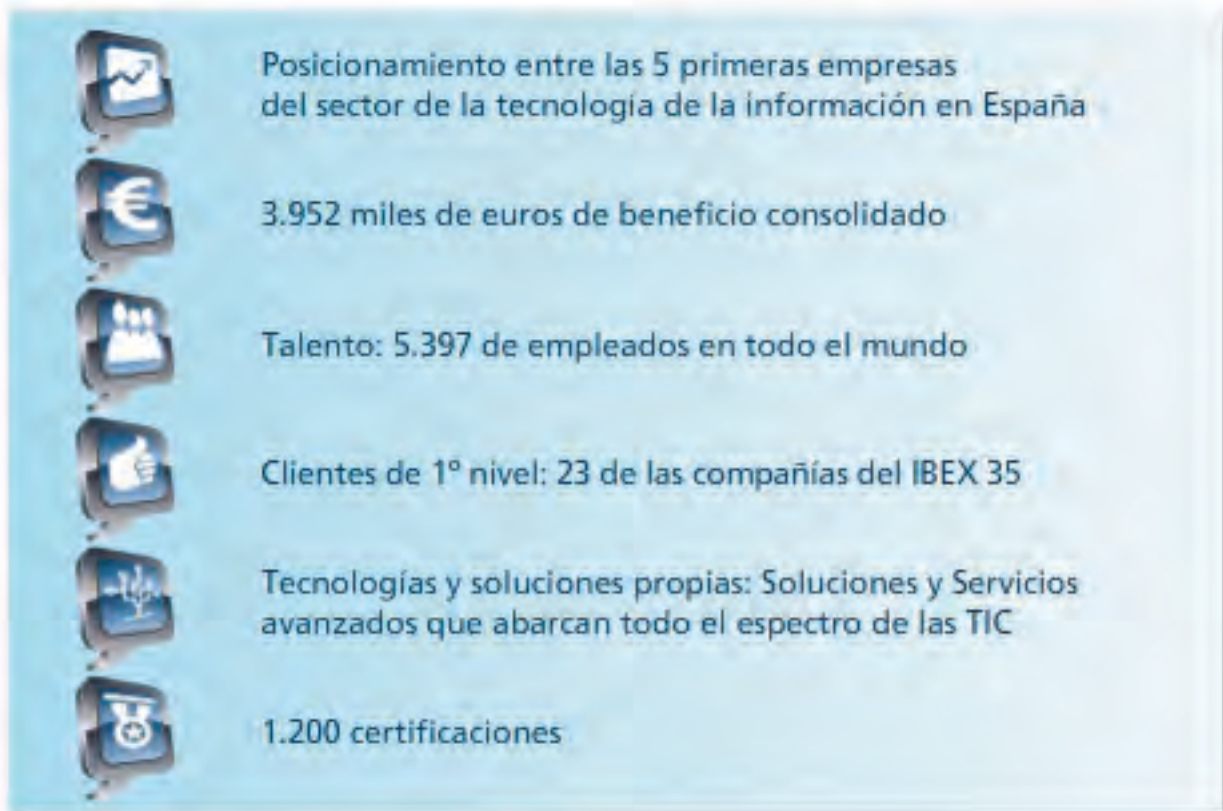 Posicionamiento entre las 5 primeras empresas
del sector de la tecnología de la información en España
3.952 miles de euros de beneficio consolidado
Talento: 5.397 de empleados en todo el mundo
Clientes de 1º nivel: 23 de las compañías del IBEX 35
Tecnologías y soluciones propias: Soluciones y Servicios
avanzados que abarcan todo el espectro de las TIC
1.200 certificaciones